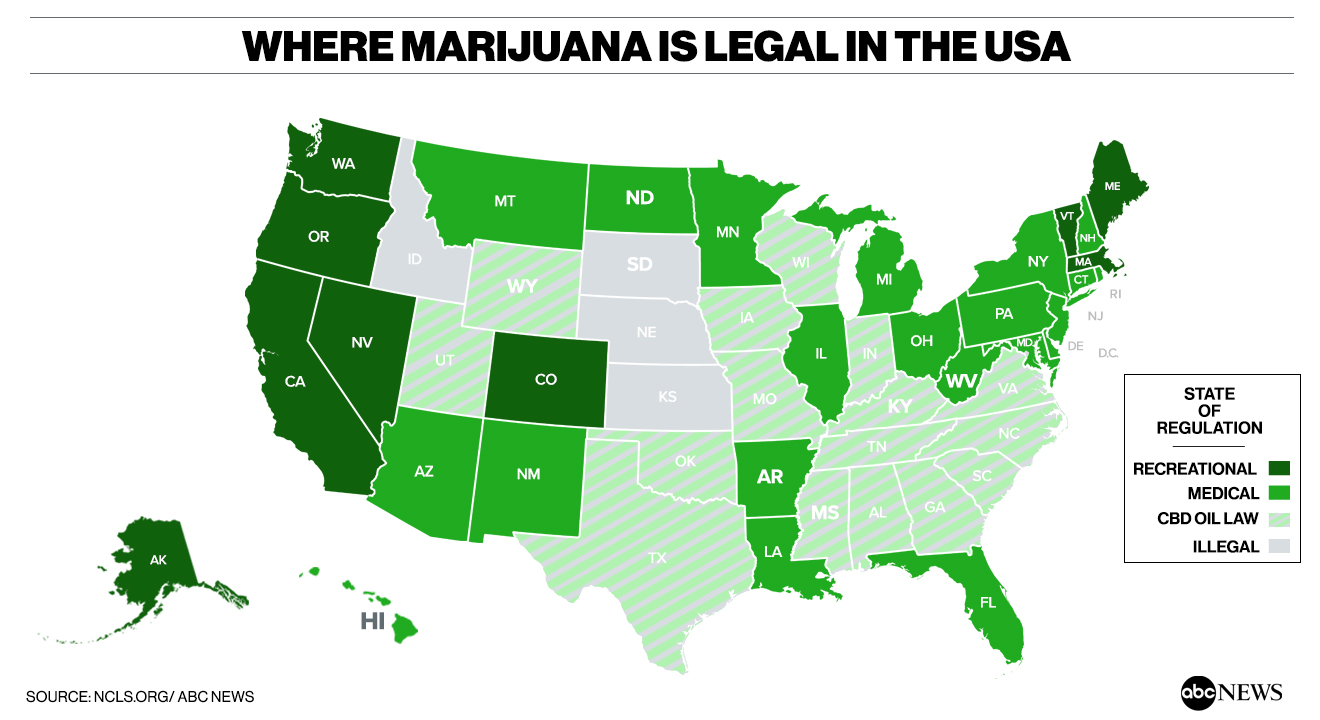 WHERE MARIJUANA IS LEGAL IN THE USA
WA
MT
ND
MN
OR
ID
SD
WY
WI
MI
NY
VT
NH
ME
MA
CT
RI
NJ
PA
DE
MD
D.C.
NV
UT
CO
NE
IA
IL
IN
OH
WV
VA
KY
KS
MO
CA
AZ
NM
OK
AR
TN
NC
SC
MS
AL
GA
TX
LA
FL
AK
HI
STATE
OF
REGULATION
RECREATIONAL
MEDICAL
CBD OIL LAW
ILLEGAL
SOURCE: NCLS.ORG/ ABC NEWS
abc NEWS